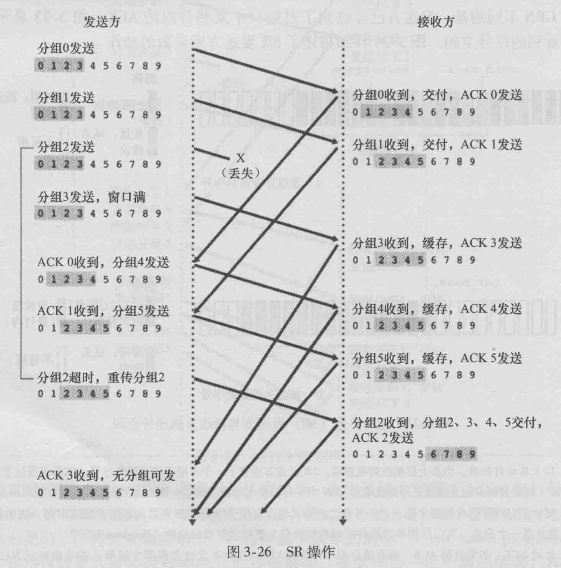 发送方
接收方
分组0发送
0 1 2 3 4 5 6 7 8 9
分组0收到，交付，ACK 0发送
0 1 2 3 4 5 6 7 8 9
分组1发送
0 1 2 3 4 5 6 7 8 9
分组1收到，交付，ACK 1发送
0 1 2 3 4 5 6 7 8 9
分组2发送
0 1 2 3 4 5 6 7 8 9
X
（丢失）
分组3发送，窗口满
0 1 2 3 4 5 6 7 8 9
分组3收到，缓存，ACK 3发送
0 1 2 3 4 5 6 7 8 9
ACK 0收到，分组4发送
0 1 2 3 4 5 6 7 8 9
分组4收到，缓存，ACK 4发送
0 1 2 3 4 5 6 7 8 9
ACK 1收到，分组5发送
0 1 2 3 4 5 6 7 8 9
分组5收到，缓存，ACK 5发送
0 1 2 3 4 5 6 7 8 9
分组2超时，重传分组2
0 1 2 3 4 5 6 7 8 9
分组2收到，分组2、3、4、5交付，
ACK 2发送
0 1 2 3 4 5 6 7 8 9
ACK 3收到，无分组可发
0 1 2 3 4 5 6 7 8 9
图 3-26 SR 操作